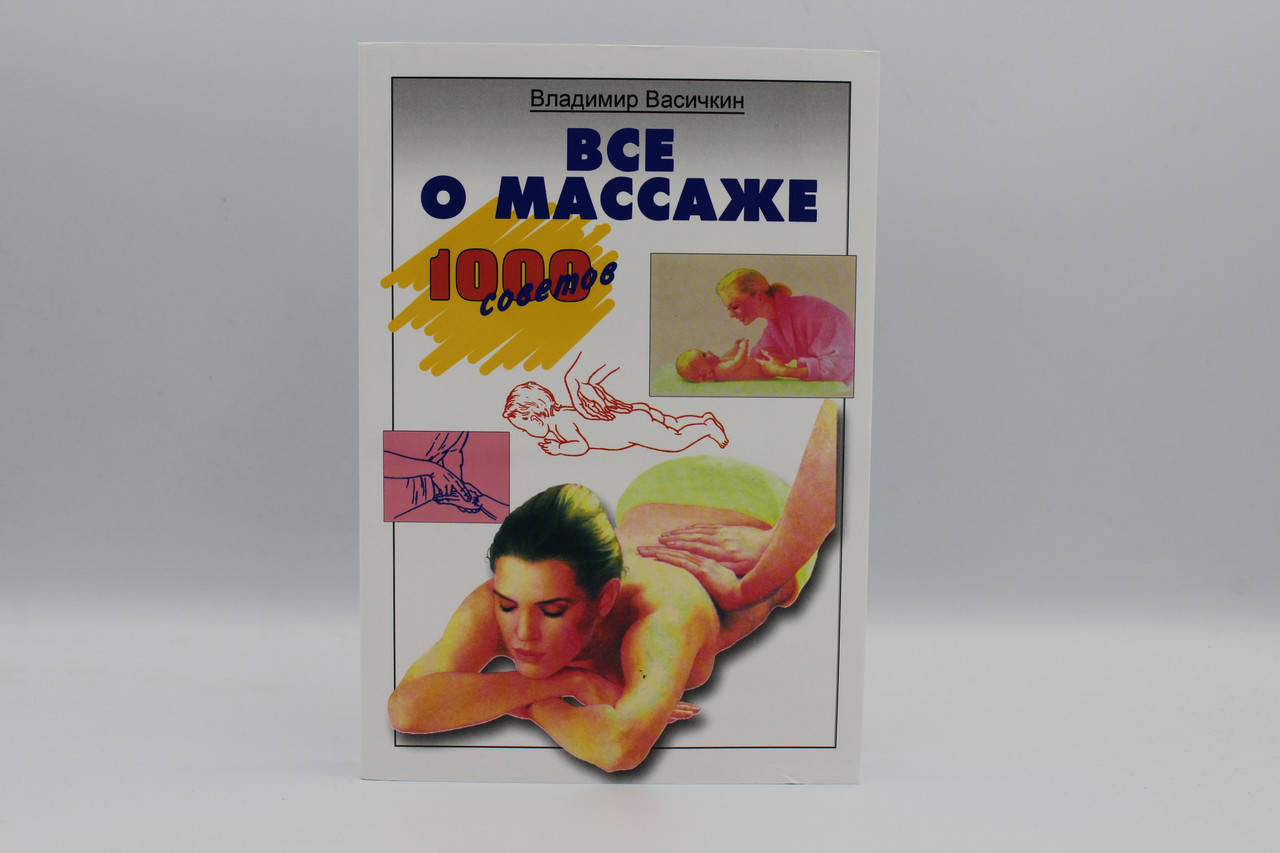 Владимир Васичкин
ВСЕ
О МАССАЖЕ
1000
советов